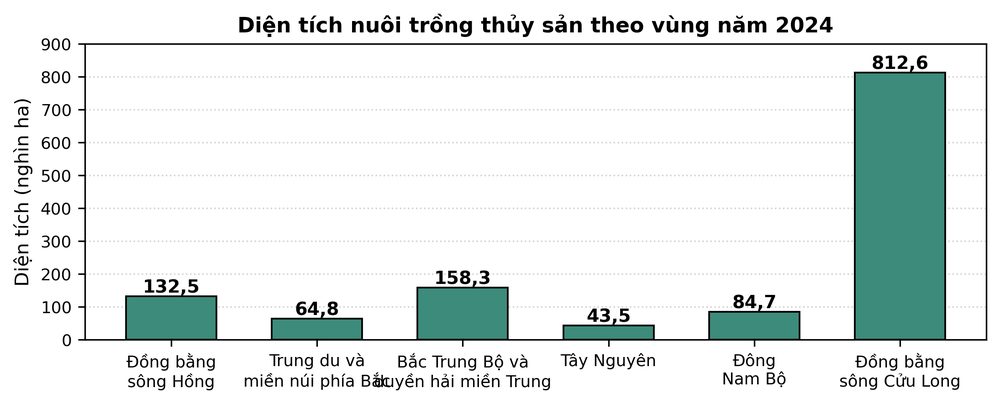 Diện tích nuôi trồng thủy sản theo vùng năm 2024
Diện tích (nghìn ha)
900
800
700
600
500
400
300
200
100
0
132,5
64,8
158,3
43,5
84,7
812,6
Đồng bằng
sông Hồng
Trung du và
miền núi phía Bắc
Bắc Trung Bộ và
duyên hải miền Trung
Tây Nguyên
Đông
Nam Bộ
Đồng bằng
sông Cửu Long